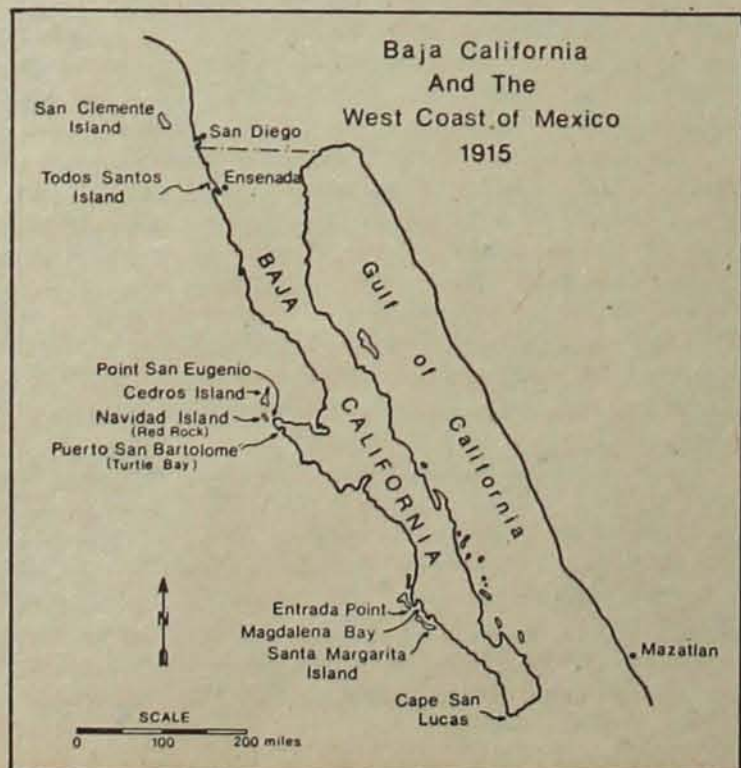 Baja California
And The
West Coast of Mexico
1915
San Clemente
Island
San Diego
Todos Santos
Island
Ensenada
BAJA
CALIFORNIA
Gulf of California
Point San Eugenio
Cedros Island
Navidad Island
(Red Rock)
Puerto San Bartolome
(Turtle Bay)
Entrada Point
Magdalena Bay
Santa Margarita
Island
Mazatlan
Cape San
Lucas
N
SCALE
0 100 200 miles